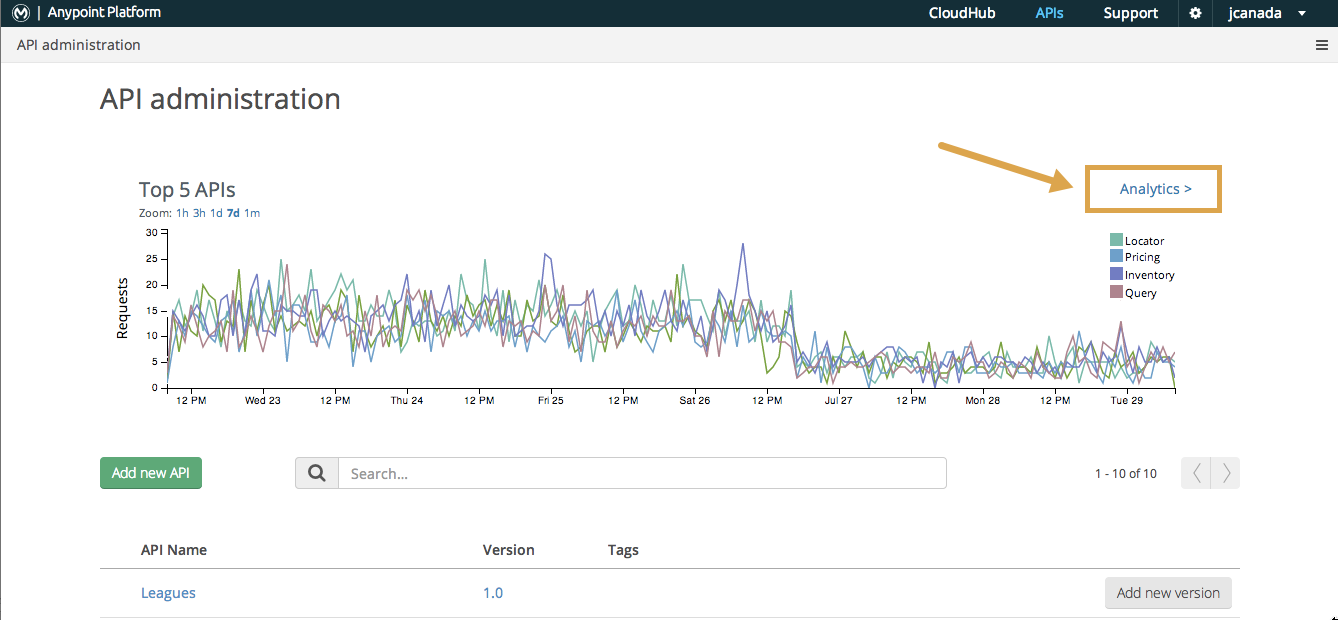 | Anypoint Platform CloudHub APIs Support jcanada
API administration
API administration
Top 5 APIs
Analytics >
Zoom: 1h 3h 1d 7d 1m
Requests
30
25
20
15
10
5
0
12 PM Wed 23 12 PM Thu 24 12 PM Fri 25 12 PM Sat 26 12 PM Jul 27 12 PM Mon 28 12 PM Tue 29
Locator
Pricing
Inventory
Query
Add new API Search... 1 - 10 of 10
API Name Version Tags
Leagues 1.0 Add new version